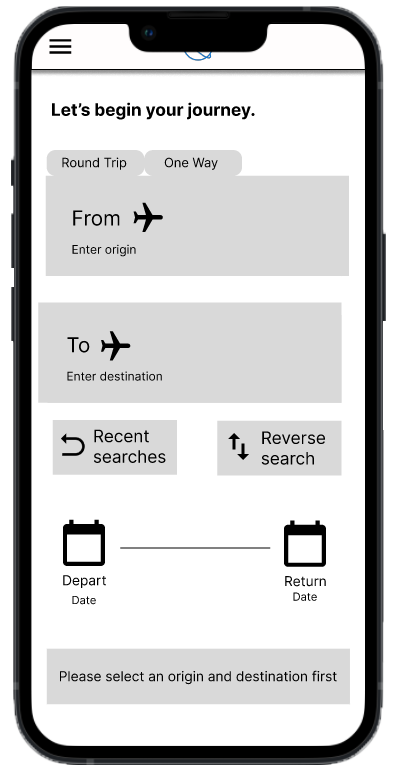 Let's begin your journey.
Round Trip One Way
From
Enter origin
To
Enter destination
Recent
searches
Reverse
search
Depart
Date
Return
Date
Please select an origin and destination first